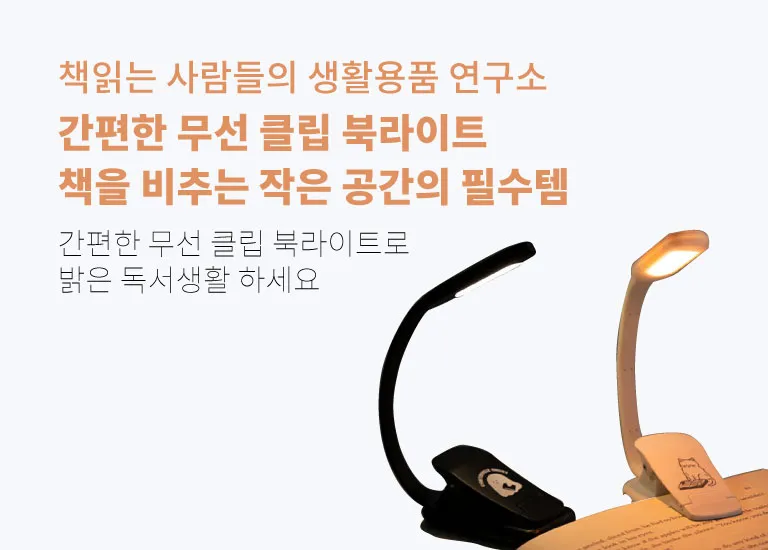 책읽는 사람들의 생활용품 연구소
간편한 무선 클립 북라이트
책을 비추는 작은 공간의 필수템
간편한 무선 클립 북라이트로
밝은 독서생활 하세요